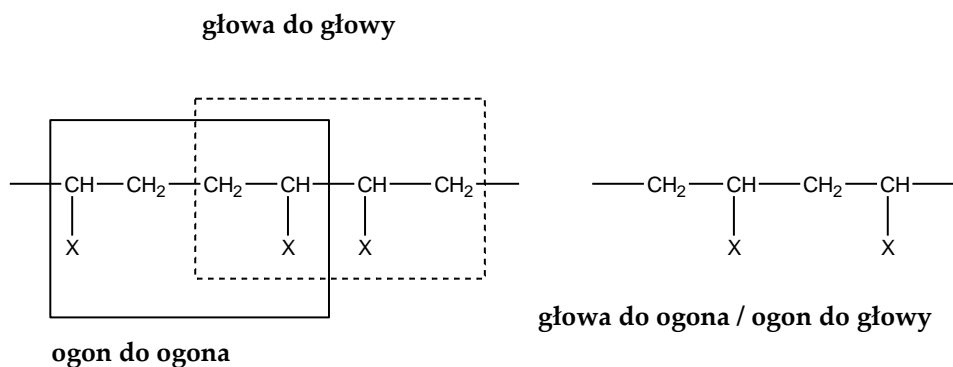 głowa do głowy
CH CH₂ CH₂ CH CH CH₂ CH₂ CH CH₂ CH
X X X X X
głowa do ogona / ogon do głowy
ogon do ogona